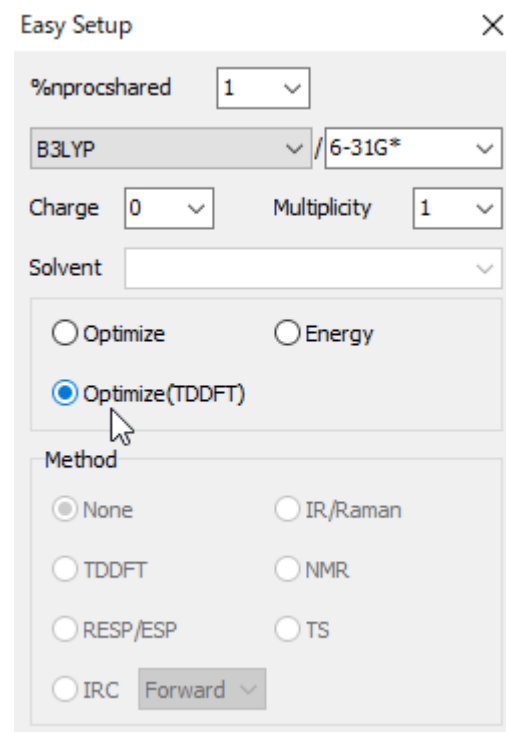 Easy Setup
%nprocshared 1
B3LYP / 6-31G*
Charge 0 Multiplicity 1
Solvent
Optimize Energy
Optimize(TDDFT)
Method
None IR/Raman
TDDFT NMR
RESP/ESP TS
IRC Forward